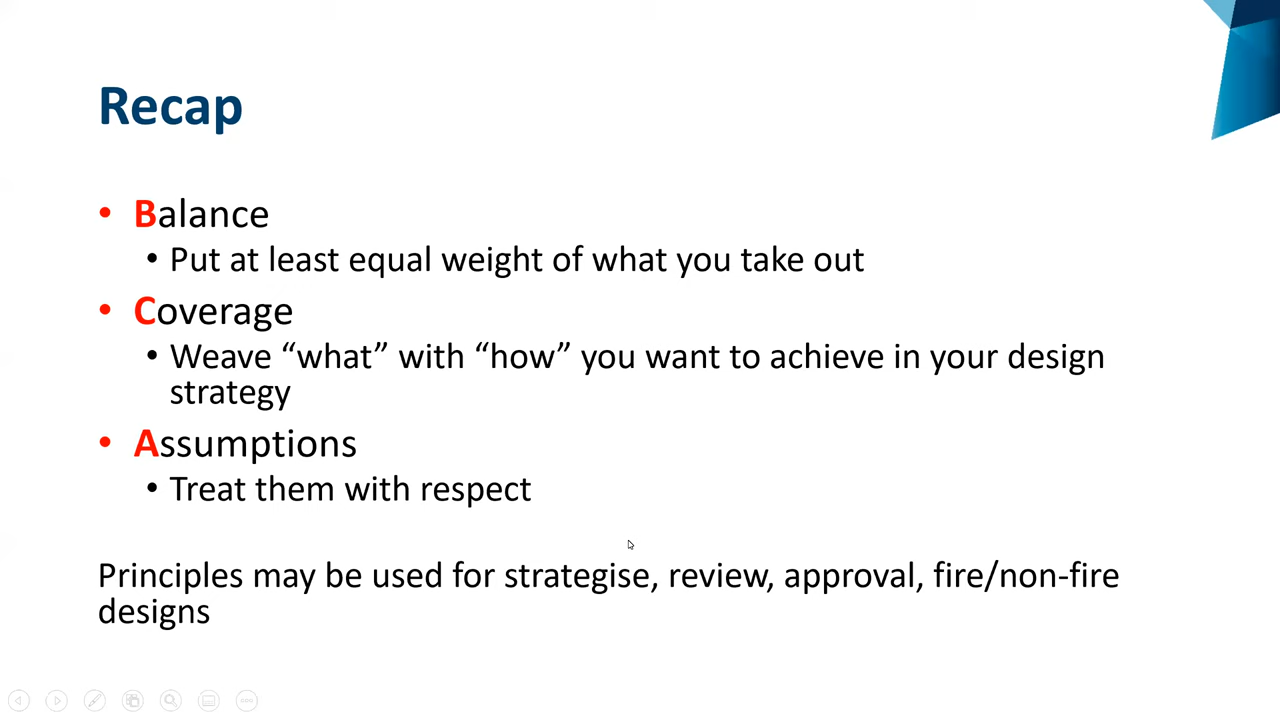 Recap
• Balance
• Put at least equal weight of what you take out
• Coverage
• Weave “what” with “how” you want to achieve in your design
strategy
• Assumptions
• Treat them with respect
Principles may be used for strategise, review, approval, fire/non-fire
designs